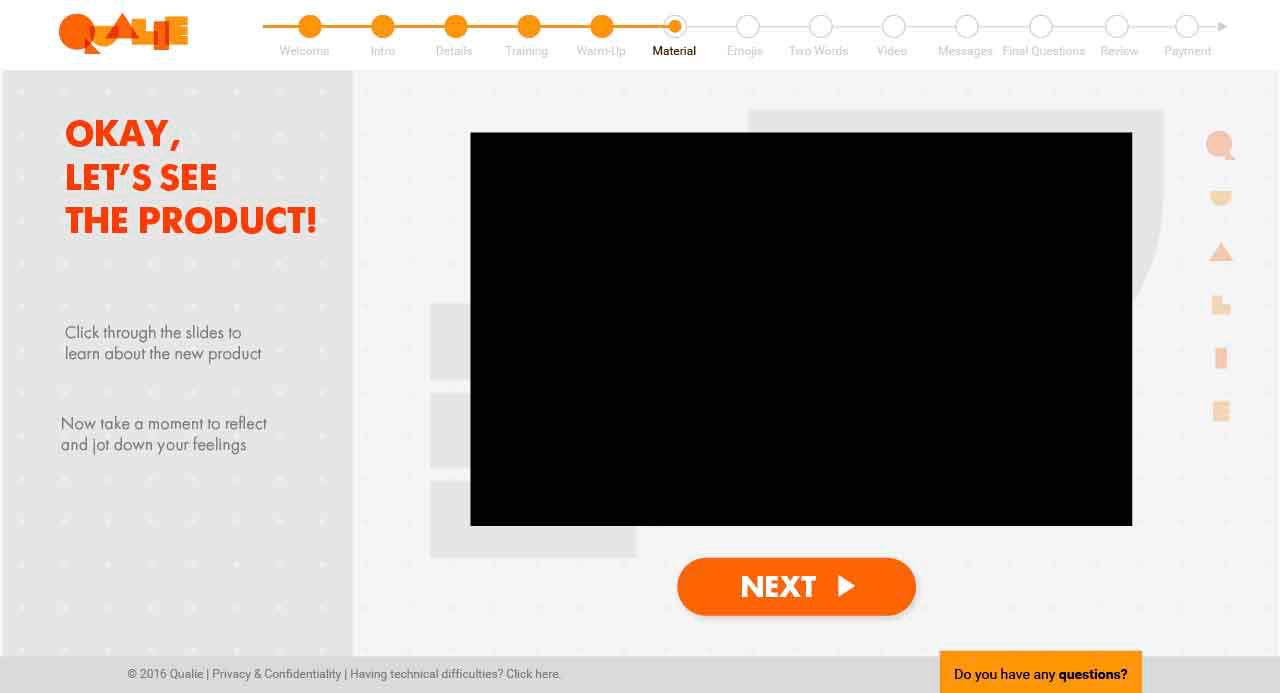 QUALIE
Welcome
Intro
Details
Training
Warm-Up
Material
Emojis
Two Words
Video
Messages
Final Questions
Review
Payment
OKAY,
LET'S SEE
THE PRODUCT!
Click through the slides to
learn about the new product
Now take a moment to reflect
and jot down your feelings
NEXT
© 2016 Qualie | Privacy & Confidentiality | Having technical difficulties? Click here.
Do you have any questions?